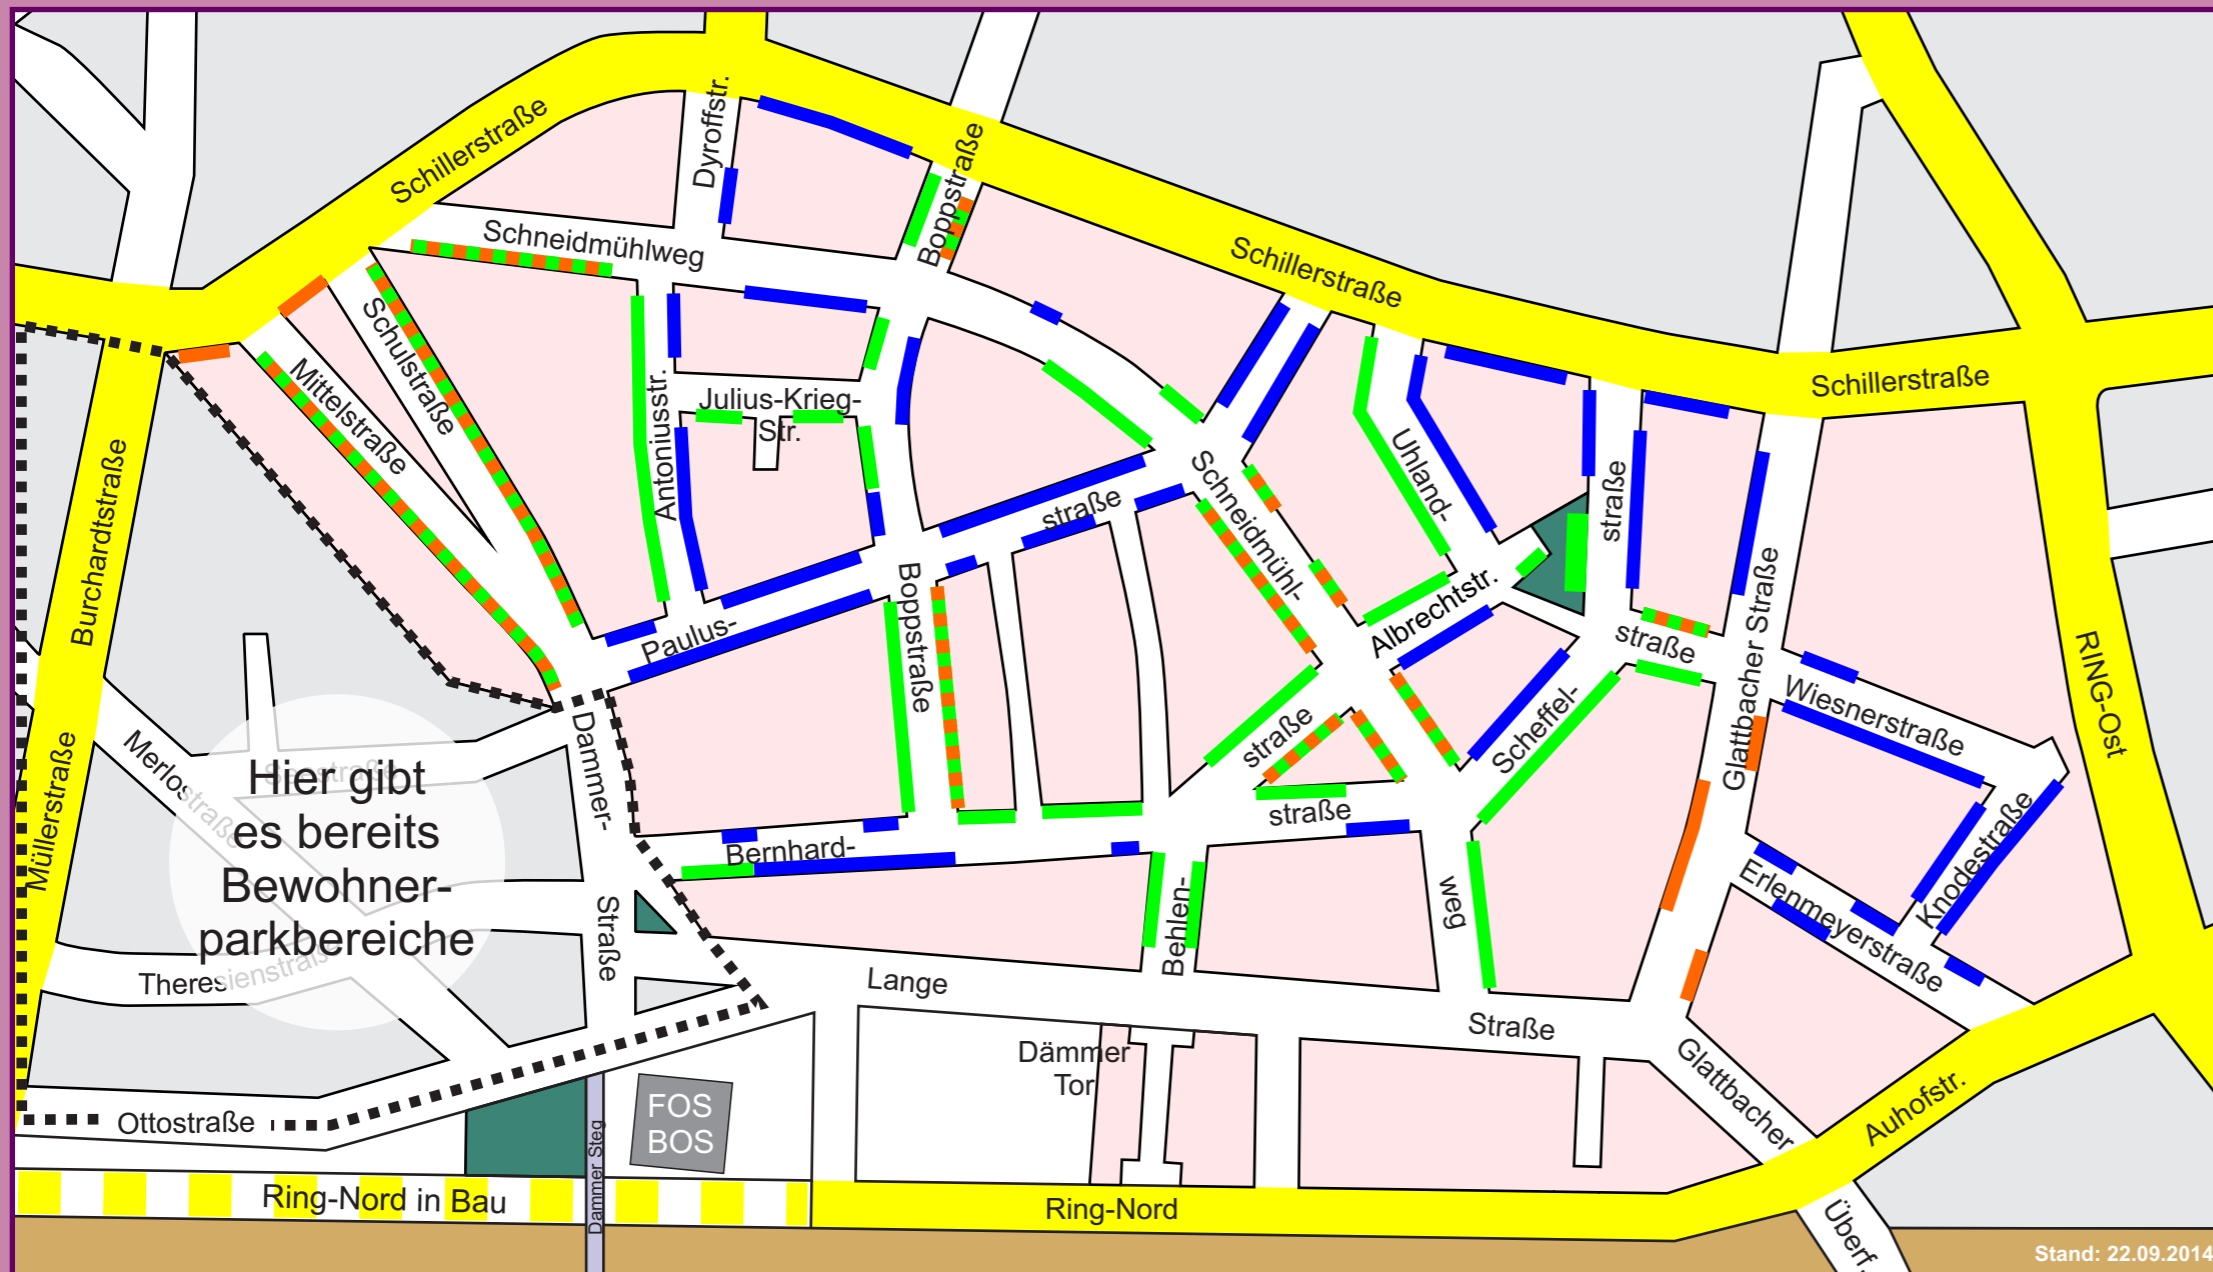 Dyroffstr.
Schillerstraße
Boppstraße
Schneidmühlweg
Schillerstraße
Schulstraße
Mittelstraße
Schillerstraße
Julius-Krieg-
Str.
Antoniusstr.
Uhland-
straße
Schneidmühl-
straße
Burchardtstraße
Albrechtstr.
Paulus-
Boppstraße
straße
Glattbacher Straße
Scheffel-
straße
Wiesnerstraße
RING-Ost
Dammer-
Straße
Merlosstraße
Seestraße
Hier gibt
es bereits
Bewohner-
parkbereiche
Müllerstraße
straße
Bernhard-
Knodestraße
Erlenmeyerstraße
weg
Behlen-
Theresienstraße
Lange
Straße
Dämmer
Tor
Glattbacher
Auhofstr.
FOS
BOS
Ottostraße
Dammer Steg
Ring-Nord in Bau
Ring-Nord
Überf.
Stand: 22.09.2014